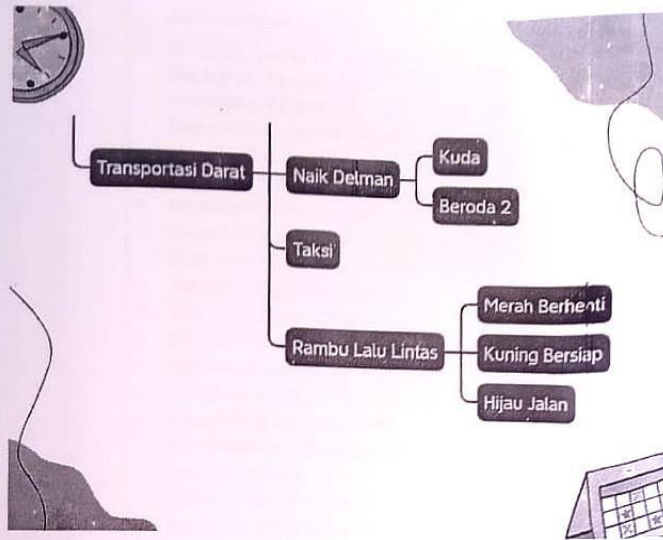 Transportasi Darat
Naik Delman
Kuda
Beroda 2
Taksi
Rambu Lalu Lintas
Merah Berhenti
Kuning Bersiap
Hijau Jalan